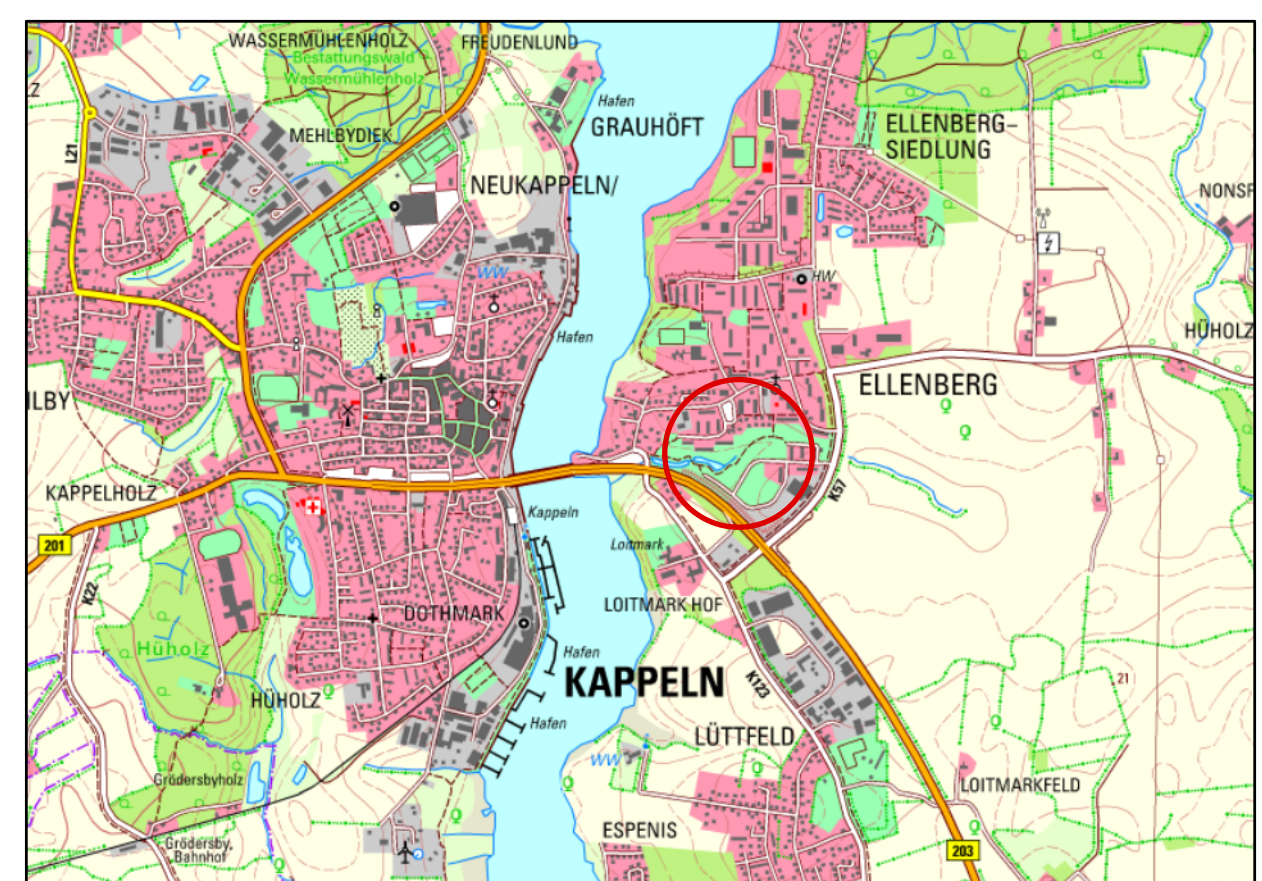 WASSERMÜHLENHOLZ
FREUDENLUND
Bestattungswald
Wassermühlenholz
Hafen
GRAUHÖFT
MEHLBYDIEK
L21
ELLENBERG-
SIEDLUNG
NEUKAPPELN/
NONSF
WW
HW
Hafen
HÜHOLZ
ELLENBERG
ILBY
KAPPELHOLZ
K57
201
Kappeln
Loitmark
K22
DOTHMARK
LOITMARK HOF
Hüholz
Hafen
KAPPELN
K123
21
HÜHOLZ
Hafen
LÜTTFELD
WW
Grödersbyholz
LOITMARKFELD
ESPENIS
Grödersby,
Bahnhof
203